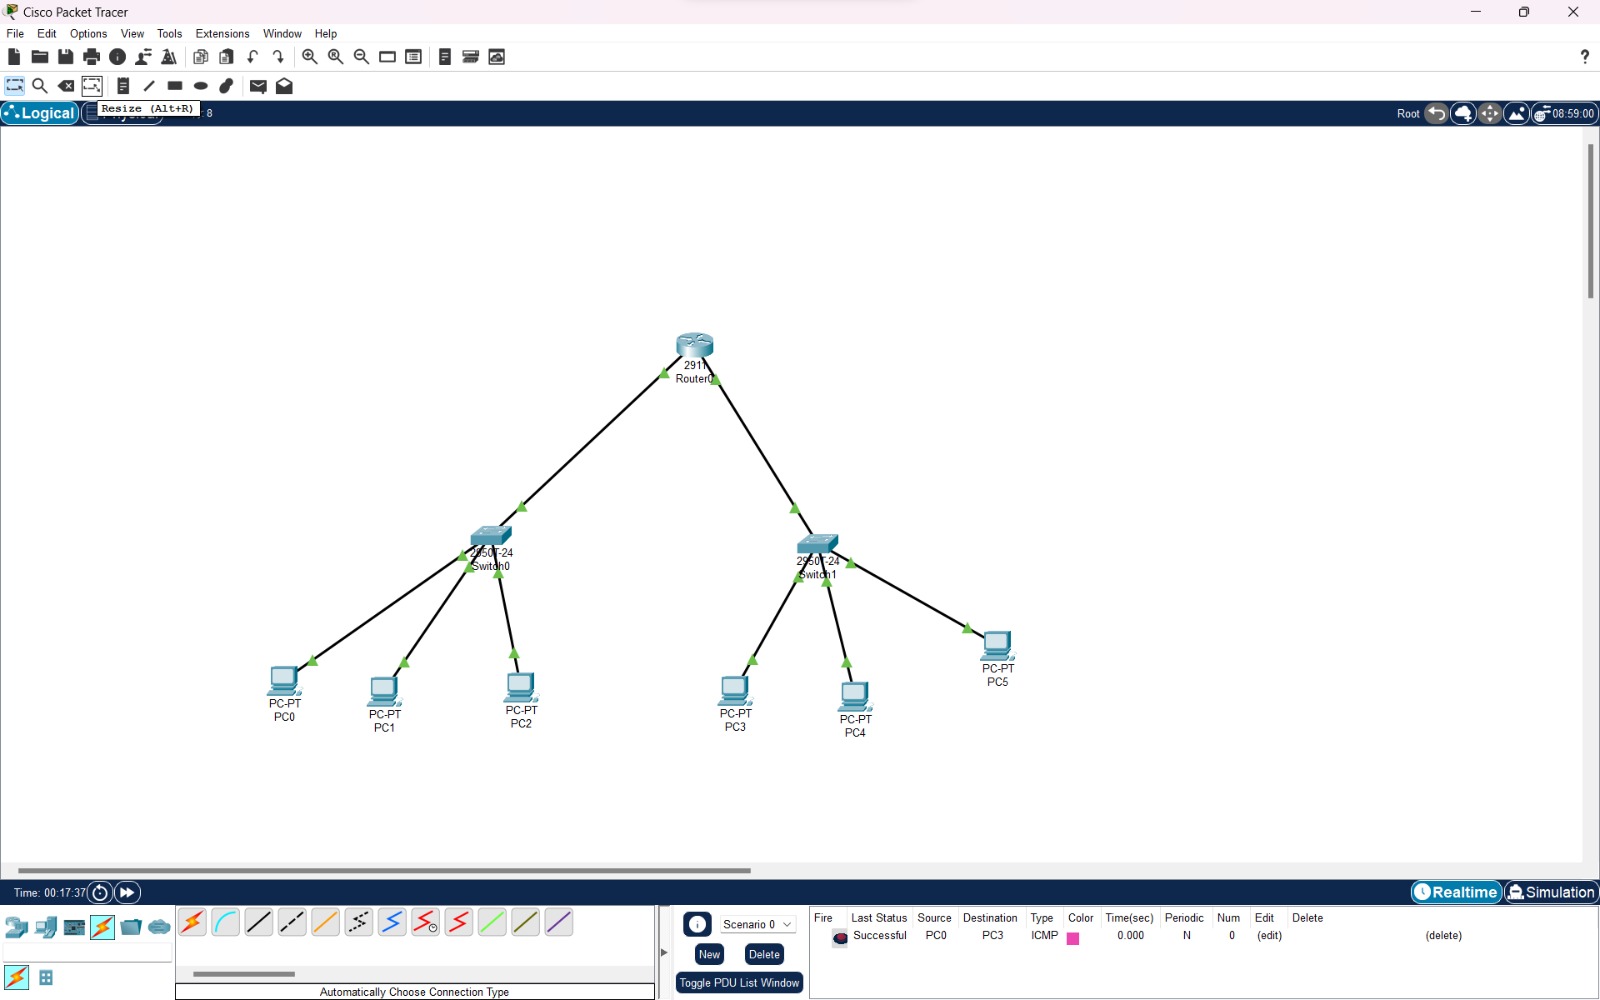 Cisco Packet Tracer
File Edit Options View Tools Extensions Window Help
?
Logical
Resize (Alt+R)
: 8
Root
08:59:00
2911
Router0
2950T-24
Switch0
2950T-24
Switch1
PC-PT
PC0
PC-PT
PC1
PC-PT
PC2
PC-PT
PC3
PC-PT
PC4
PC-PT
PC5
Time: 00:17:37
Realtime
Simulation
Scenario 0
New
Delete
Toggle PDU List Window
Automatically Choose Connection Type
Fire Last Status Source Destination Type Color Time(sec) Periodic Num Edit Delete
Successful PC0 PC3 ICMP 0.000 N 0 (edit) (delete)